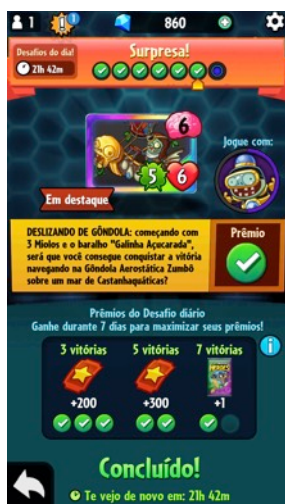 1
1
860
Desafios do dia!
21h 42m
Surpresa!
6
Jogue com:
5
6
Em destaque
DESLIZANDO DE GÔNDOLA: começando com
3 Miolos e o baralho "Galinha Açucarada",
será que você consegue conquistar a vitória
navegando na Gôndola Aerostática Zumbô
sobre um mar de Castanhaquáticas?
Prêmio
Prêmios do Desafio diário
Ganhe durante 7 dias para maximizar seus prêmios!
3 vitórias
5 vitórias
7 vitórias
i
HEROES
+200
+300
+1
Concluído!
Te vejo de novo em: 21h 42m